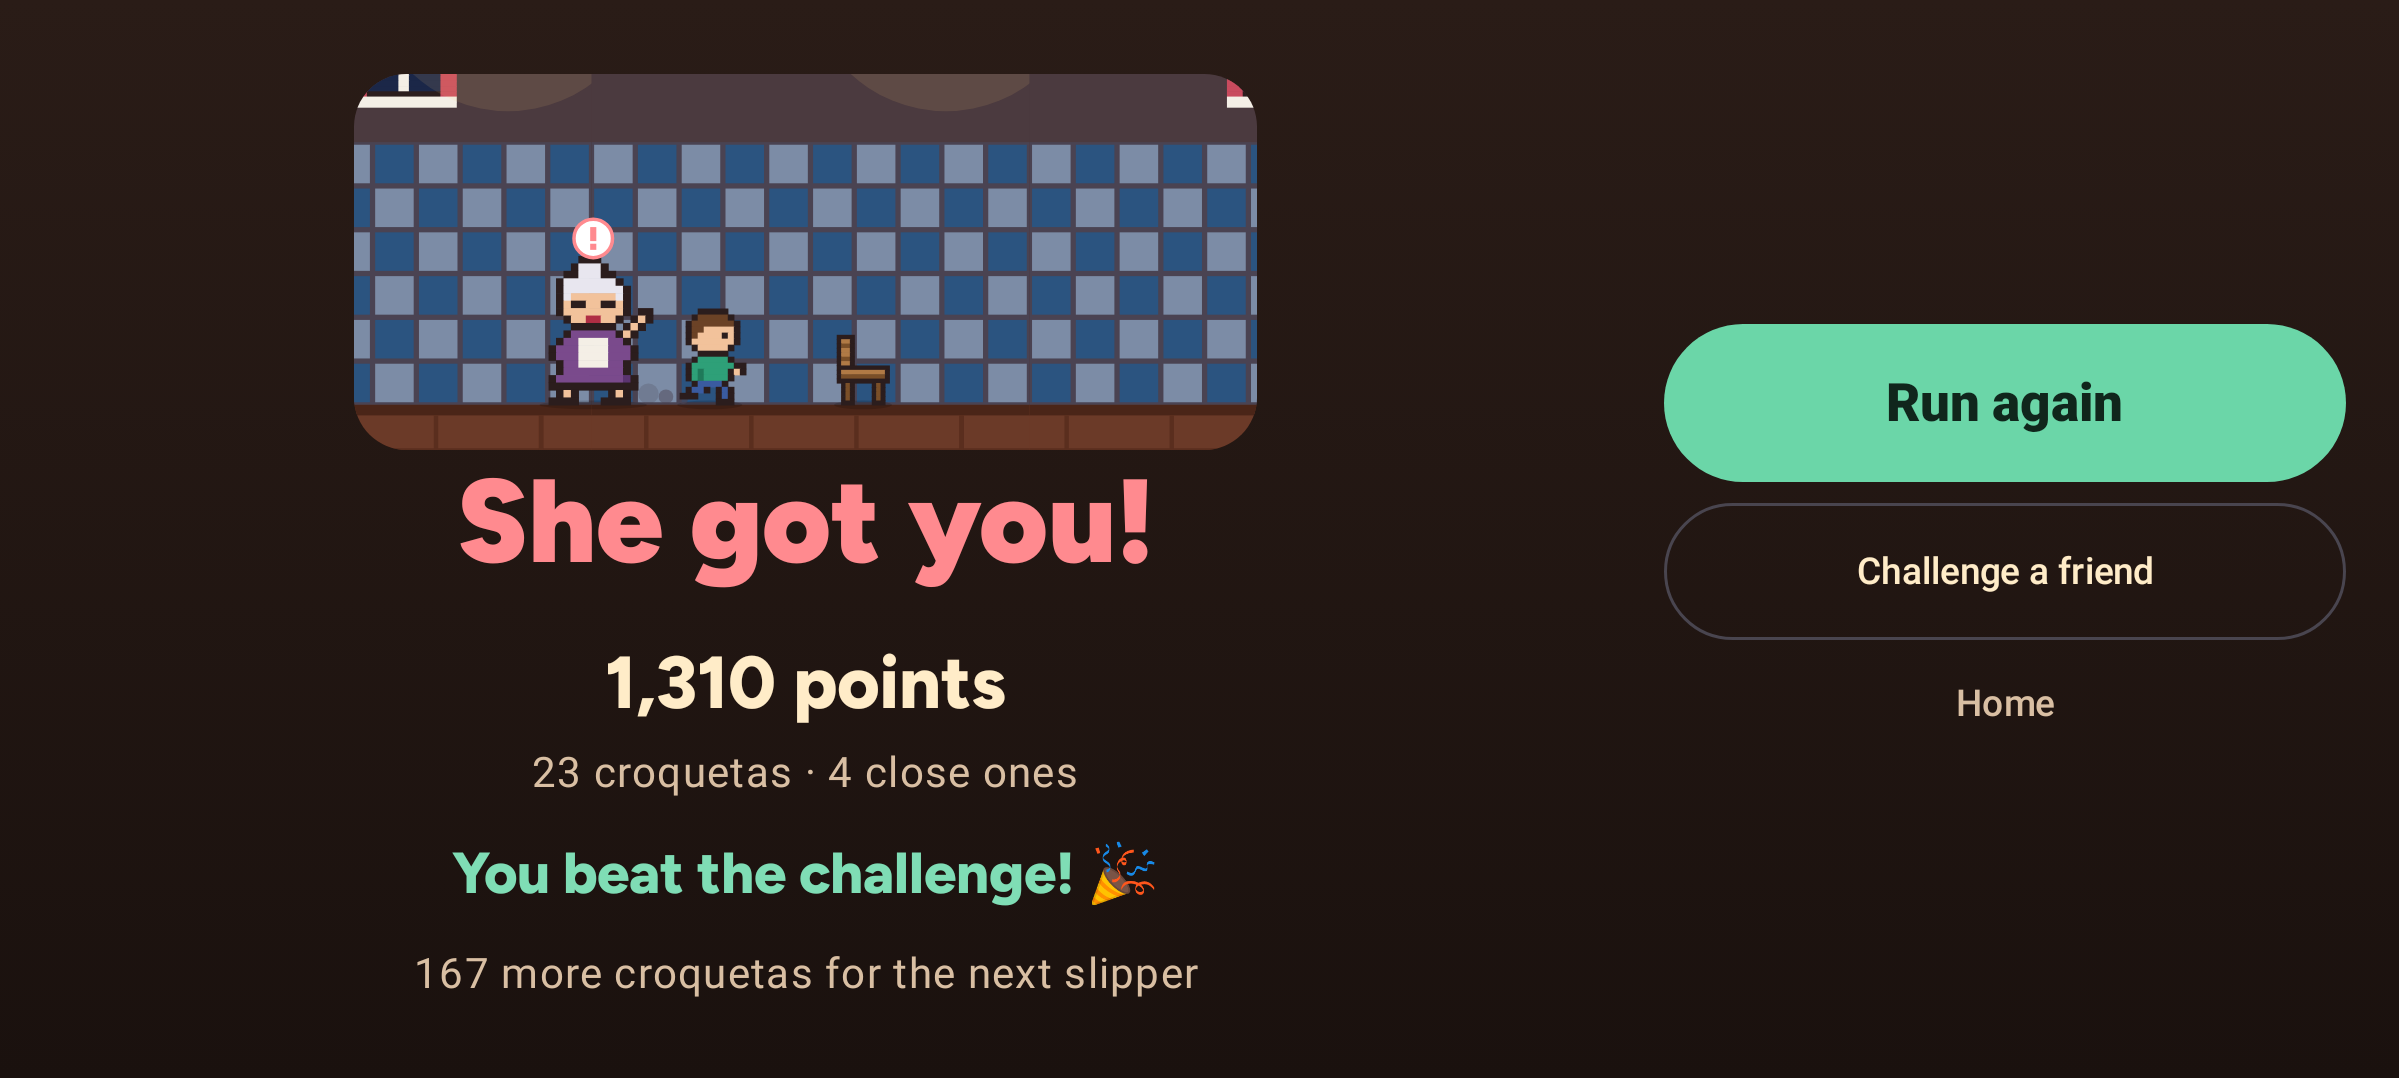 !
She got you!
1,310 points
23 croquetas · 4 close ones
You beat the challenge! 🎉
167 more croquetas for the next slipper
Run again
Challenge a friend
Home